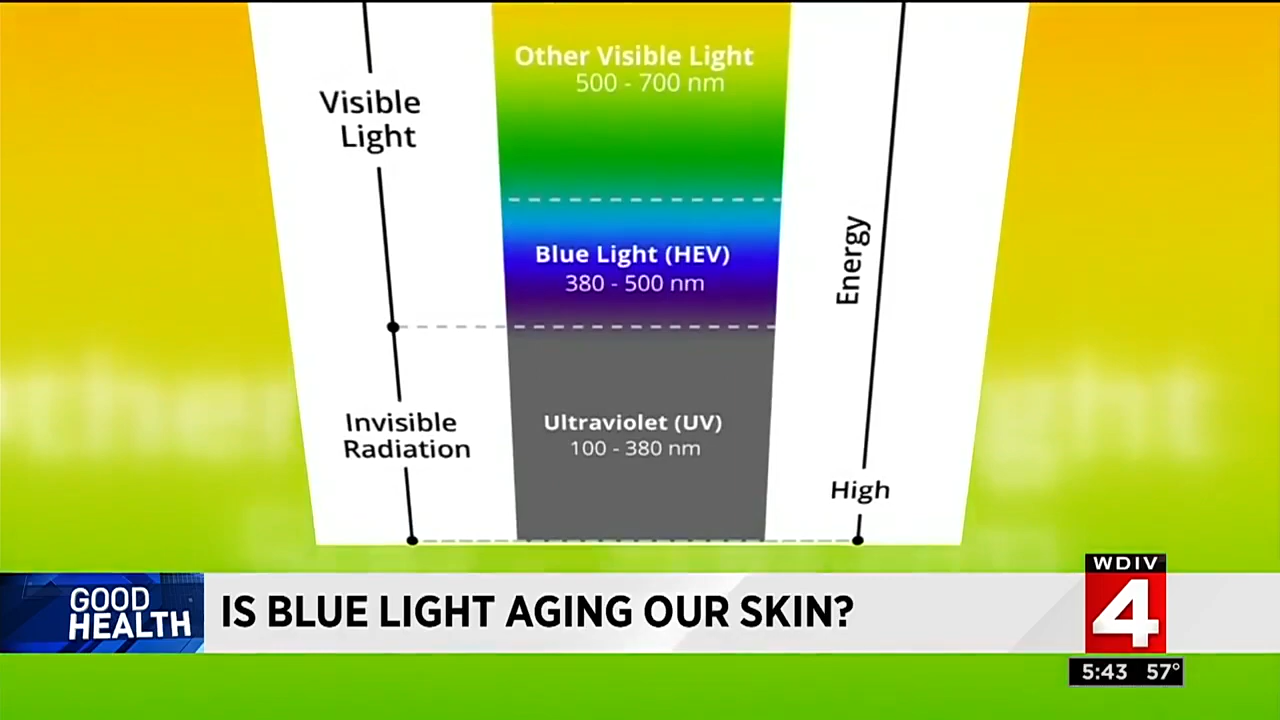 Other Visible Light
500 - 700 nm
Visible
Light
Blue Light (HEV)
380 - 500 nm
Energy
Invisible
Radiation
Ultraviolet (UV)
100 - 380 nm
High
GOOD
HEALTH
IS BLUE LIGHT AGING OUR SKIN?
WDIV
4
5:43 57°